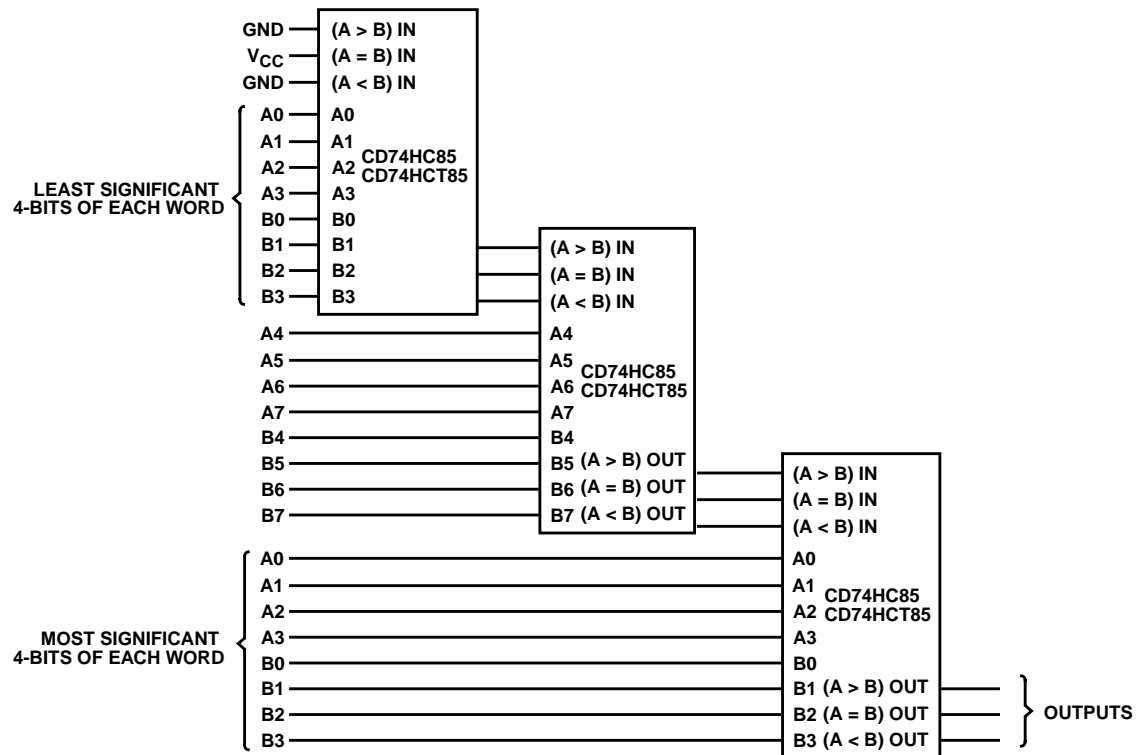 GND (A > B) IN
VCC (A = B) IN
GND (A < B) IN
A0 A0
A1 A1
CD74HC85
A2 A2 CD74HCT85
LEAST SIGNIFICANT
4-BITS OF EACH WORD
A3 A3
B0 B0
B1 B1
B2 B2
B3 B3
(A > B) IN
(A = B) IN
(A < B) IN
A4 A4
A5 A5
CD74HC85
A6 A6 CD74HCT85
A7 A7
B4 B4
B5 B5 (A > B) OUT
B6 B6 (A = B) OUT
B7 B7 (A < B) OUT
(A > B) IN
(A = B) IN
(A < B) IN
A0 A0
A1 A1
CD74HC85
A2 A2 CD74HCT85
MOST SIGNIFICANT
4-BITS OF EACH WORD
A3 A3
B0 B0
B1 B1 (A > B) OUT
B2 B2 (A = B) OUT
B3 B3 (A < B) OUT
OUTPUTS